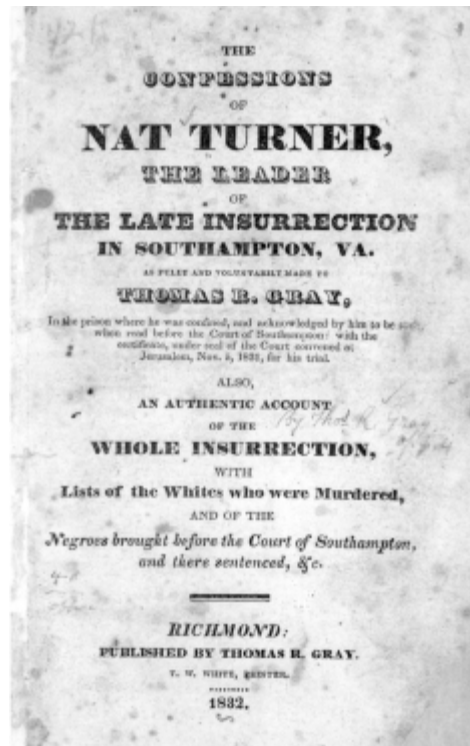 THE
CONFESSIONS
OF
NAT TURNER,
THE LEADER
OF
THE LATE INSURRECTION
IN SOUTHAMPTON, VA.
AS FULLY AND VOLUNTARILY MADE TO
THOMAS R. GRAY,
In the prison where he was confined, and acknowledged by him to be such
when read before the Court of Southampton: with the
certificate, under seal of the Court convened at
Jerusalem, Nov. 5, 1831, for his trial.
ALSO,
AN AUTHENTIC ACCOUNT
OF THE
WHOLE INSURRECTION,
WITH
Lists of the Whites who were Murdered,
AND OF THE
Negroes brought before the Court of Southampton,
and there sentenced, &c.
RICHMOND:
PUBLISHED BY THOMAS R. GRAY.
T. W. WHITE, PRINTER.
1832.
By Thos R Gray